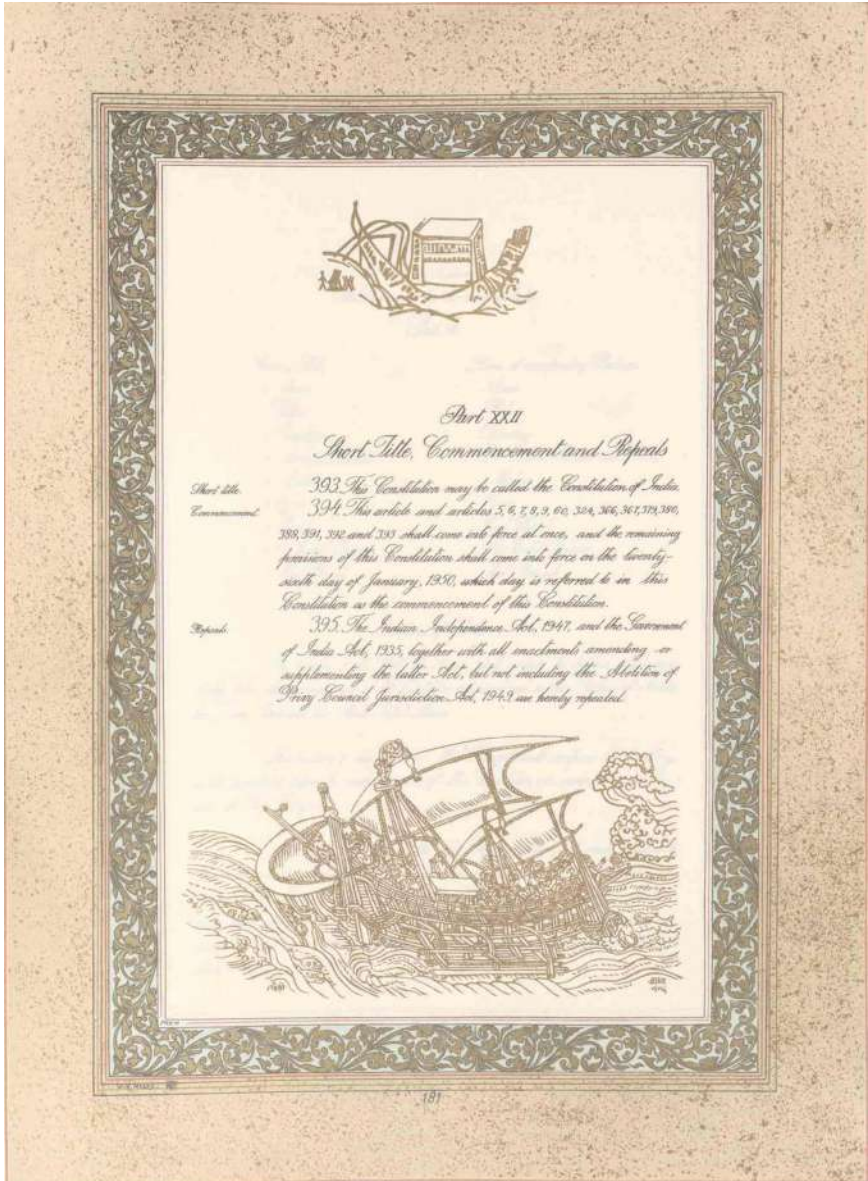 Part XXII
Short Title, Commencement and Repeals
Short title. 393. This Constitution may be called the Constitution of India.
Commencement. 394. This article and articles 5, 6, 7, 8, 9, 60, 324, 366, 367, 379, 380,
388, 391, 392 and 393 shall come into force at once, and the remaining
provisions of this Constitution shall come into force on the twenty-
sixth day of January, 1950, which day is referred to in this
Constitution as the commencement of this Constitution.
Repeals. 395. The Indian Independence Act, 1947, and the Government
of India Act, 1935, together with all enactments amending or
supplementing the latter Act, but not including the Abolition of
Privy Council Jurisdiction Act, 1949, are hereby repealed.
181